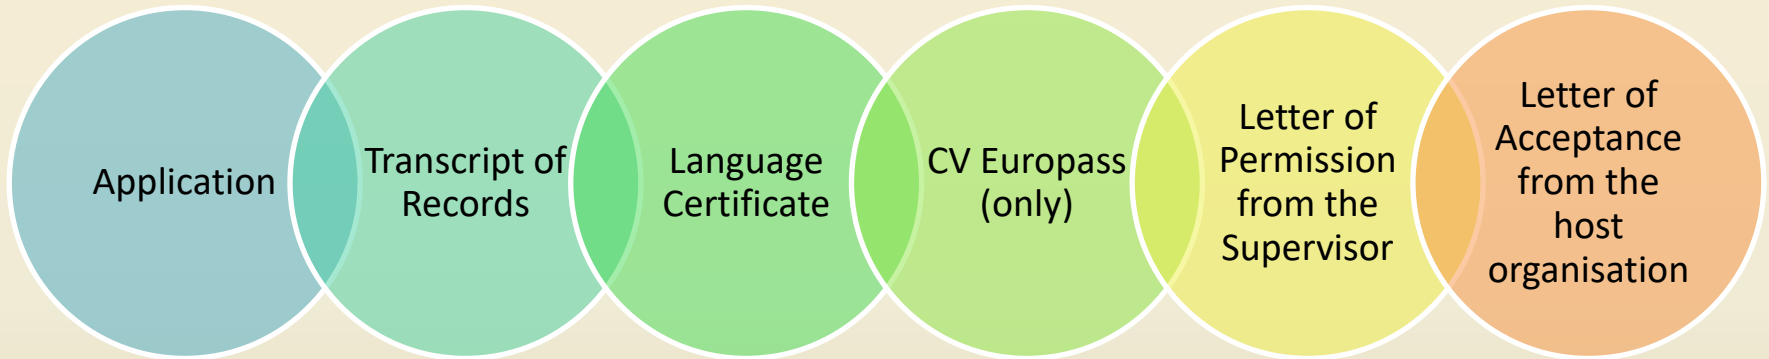 Application
Transcript of
Records
Language
Certificate
CV Europass
(only)
Letter of
Permission
from the
Supervisor
Letter of
Acceptance
from the
host
organisation